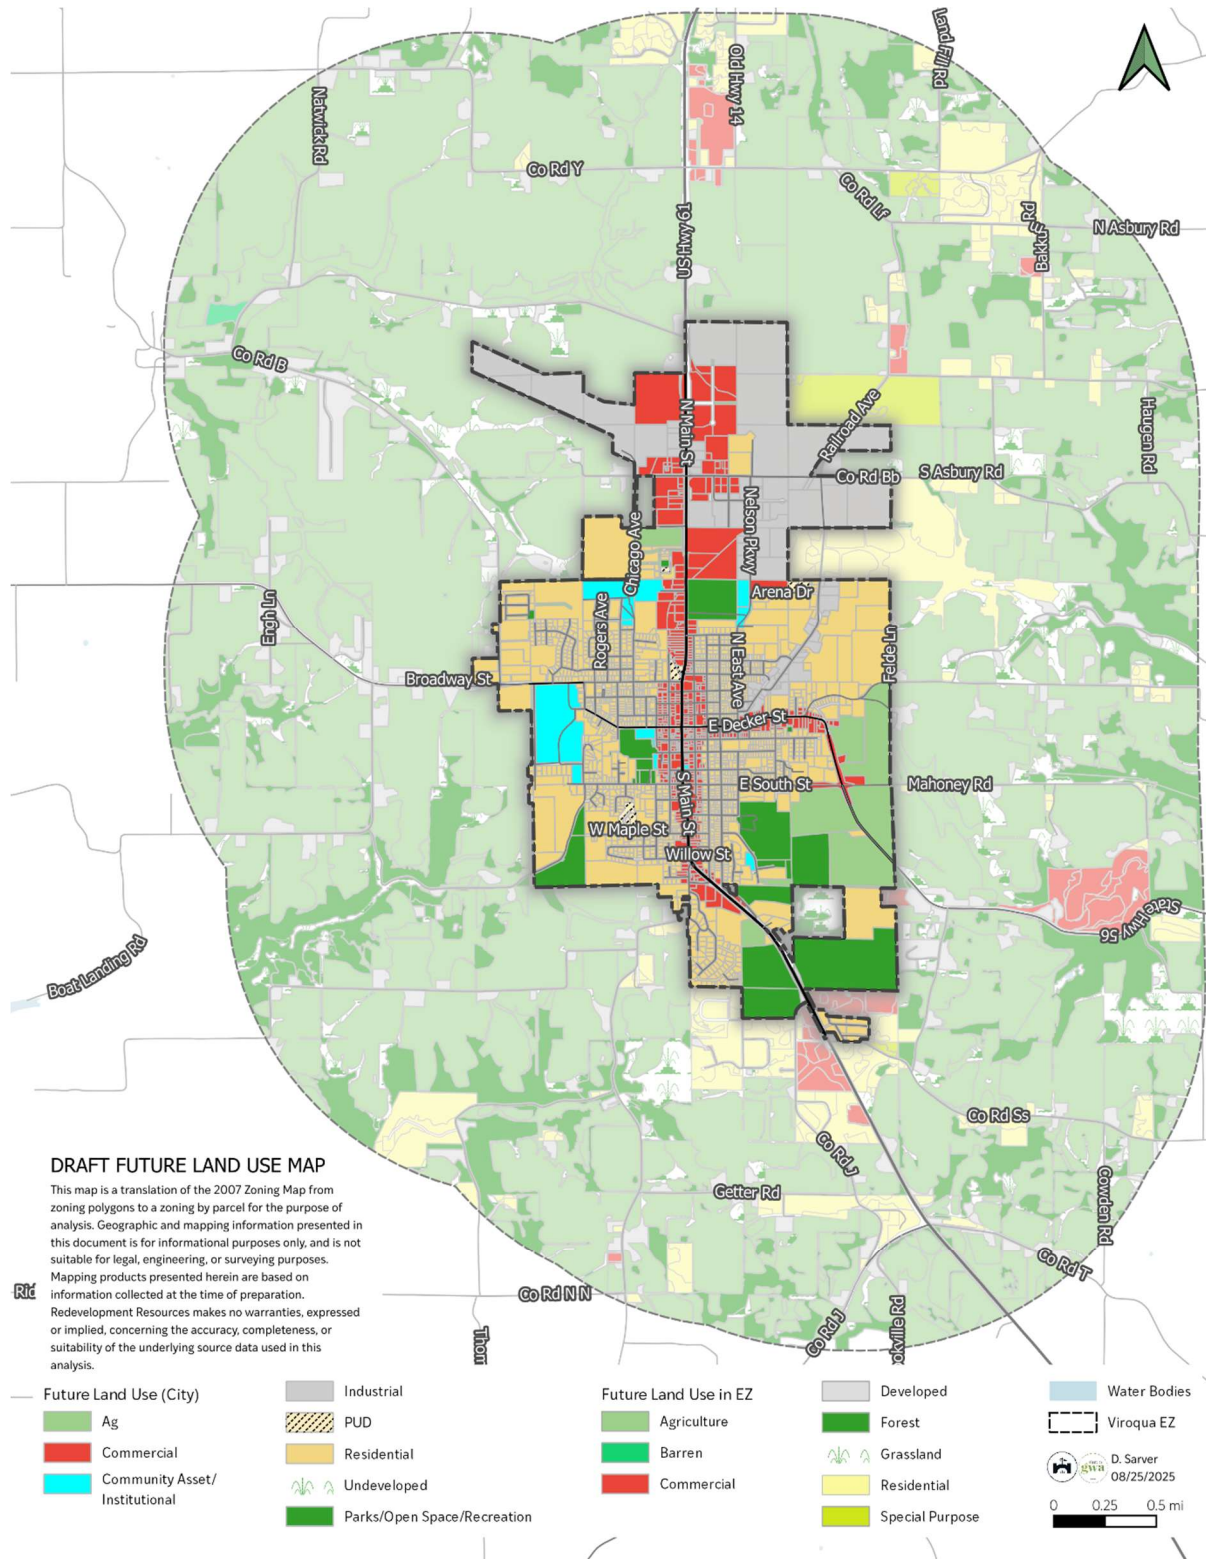 Land Fill Rd
Old Hwy 14
Natwick Rd
Co Rd Y
Co Rd Lf
US Hwy 61
Bakkum Rd
N Asbury Rd
Co Rd B
N Main St
Railroad Ave
Haugen Rd
Co Rd Bb
S Asbury Rd
Nelson Pkwy
Chicago Ave
Arena Dr
Engh Ln
Rogers Ave
N East Ave
Felde Ln
Broadway St
E Decker St
E South St
Mahoney Rd
S Main St
W Maple St
Willow St
State Hwy 56
Boat Landing Rd
Co Rd Ss
Co Rd J
Getter Rd
Cowden Rd
Co Rd T
Co Rd N N
Co Rd J
okville Rd
Rid
Thom
DRAFT FUTURE LAND USE MAP
This map is a translation of the 2007 Zoning Map from
zoning polygons to a zoning by parcel for the purpose of
analysis. Geographic and mapping information presented in
this document is for informational purposes only, and is not
suitable for legal, engineering, or surveying purposes.
Mapping products presented herein are based on
information collected at the time of preparation.
Redevelopment Resources makes no warranties, expressed
or implied, concerning the accuracy, completeness, or
suitability of the underlying source data used in this
analysis.
Future Land Use (City)
Ag
Commercial
Community Asset/
Institutional
Industrial
PUD
Residential
Undeveloped
Parks/Open Space/Recreation
Future Land Use in EZ
Agriculture
Barren
Commercial
Developed
Forest
Grassland
Residential
Special Purpose
Water Bodies
Viroqua EZ
gwa
D. Sarver
08/25/2025
0 0.25 0.5 mi